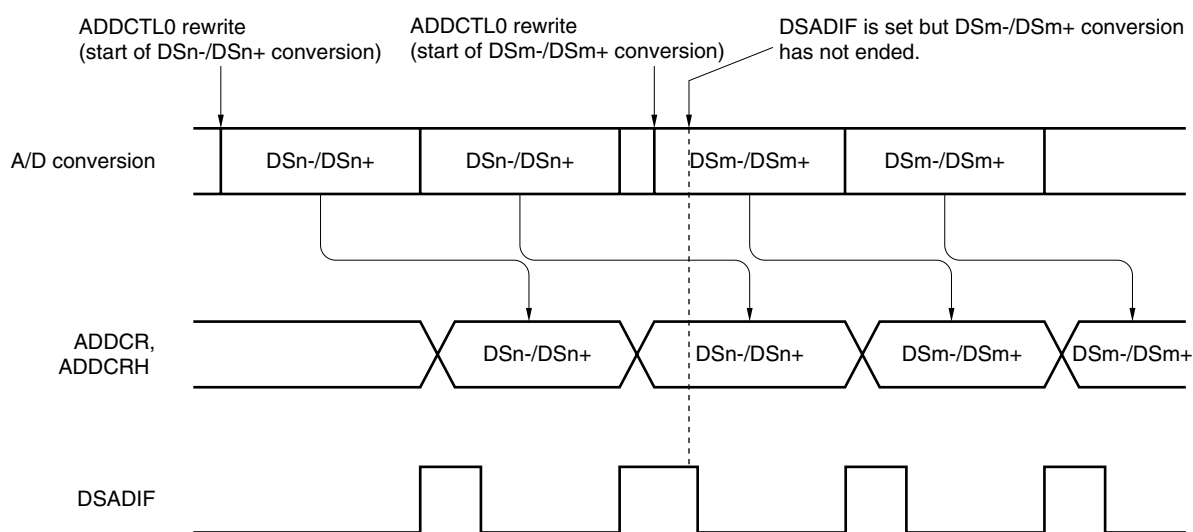 ADDCTL0 rewrite
(start of DSn-/DSn+ conversion)
ADDCTL0 rewrite
(start of DSm-/DSm+ conversion)
DSADIF is set but DSm-/DSm+ conversion
has not ended.
A/D conversion
DSn-/DSn+
DSn-/DSn+
DSm-/DSm+
DSm-/DSm+
ADDCR,
ADDCRH
DSn-/DSn+
DSn-/DSn+
DSm-/DSm+
DSm-/DSm+
DSADIF